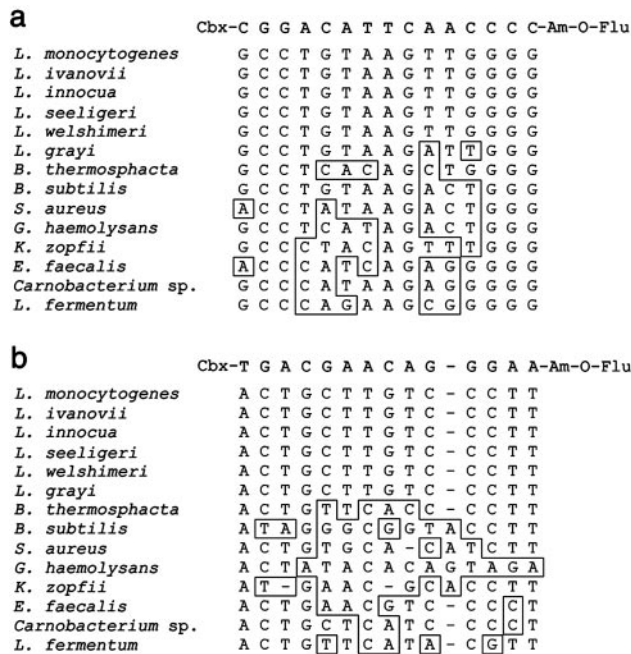 a
Cbx-C G G A C A T T C A A C C C C-Am-O-Flu
L. monocytogenes G C C T G T A A G T T G G G G
L. ivanovii G C C T G T A A G T T G G G G
L. innocua G C C T G T A A G T T G G G G
L. seeligeri G C C T G T A A G T T G G G G
L. welshimeri G C C T G T A A G T T G G G G
L. grayi G C C T G T A A G A T T G G G
B. thermosphacta G C C T C A C A G C T G G G G
B. subtilis G C C T G T A A G A C T G G G
S. aureus A C C T A T A A G A C T G G G
G. haemolysans G C C T C A T A G A C T G G G
K. zopfii G C C C T A C A G T T T G G G
E. faecalis A C C C A T C A G A G G G G G
Carnobacterium sp. G C C C A T A A G A G G G G G
L. fermentum G C C C A G A A G C G G G G G
b
Cbx-T G A C G A A C A G - G G A A-Am-O-Flu
L. monocytogenes A C T G C T T G T C - C C T T
L. ivanovii A C T G C T T G T C - C C T T
L. innocua A C T G C T T G T C - C C T T
L. seeligeri A C T G C T T G T C - C C T T
L. welshimeri A C T G C T T G T C - C C T T
L. grayi A C T G C T T G T C - C C T T
B. thermosphacta A C T G T T C A C C - C C T T
B. subtilis A T A G G G C G G T A C C T T
S. aureus A C T G T G C A - C A T C T T
G. haemolysans A C T A T A C A C A G T A G A
K. zopfii A T - G A A C - G C A C C T T
E. faecalis A C T G A A C G T C - C C C T
Carnobacterium sp. A C T G C T C A T C - C C C T
L. fermentum A C T G T T C A T A - C G T T